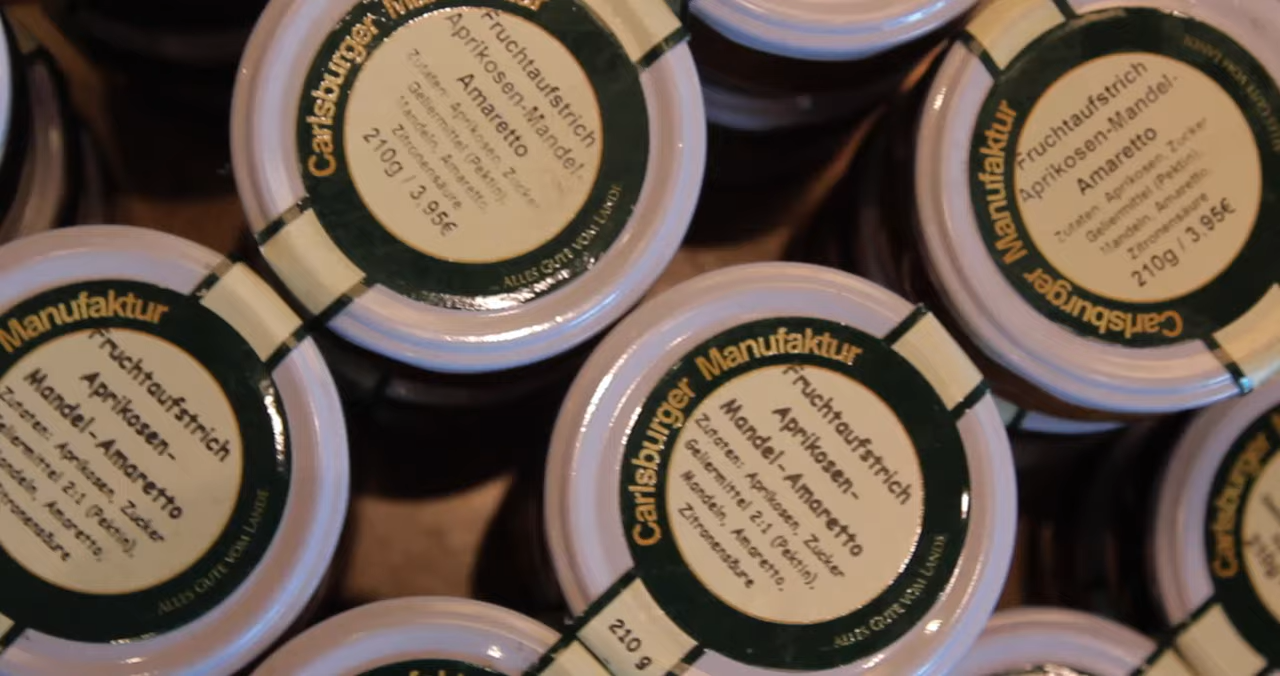 Carlsburger
Fruchtaufstrich
Aprikosen-Mandel-
Amaretto
Zutaten: Aprikosen, Zucker
Geliermittel (Pektin),
Mandeln, Amaretto,
Zitronensäure
210g / 3,95€
ALLES GUTE VOM LANDE
Carlsburger Manufaktur
Fruchtaufstrich
Aprikosen-Mandel-
Amaretto
Zutaten: Aprikosen, Zucker
Geliermittel (Pektin),
Mandeln, Amaretto,
Zitronensäure
210g / 3,95€
Manufaktur
Fruchtaufstrich
Aprikosen-
Mandel-Amaretto
Zutaten: Aprikosen, Zucker
Geliermittel 2:1 (Pektin),
Mandeln, Amaretto,
Zitronensäure
ALLES GUTE VOM LANDE
Carlsburger Manufaktur
Fruchtaufstrich
Aprikosen-
Mandel-Amaretto
Zutaten: Aprikosen, Zucker
Geliermittel 2:1 (Pektin),
Mandeln, Amaretto,
Zitronensäure
ALLES GUTE VOM LANDE
210 g
Carlsburger